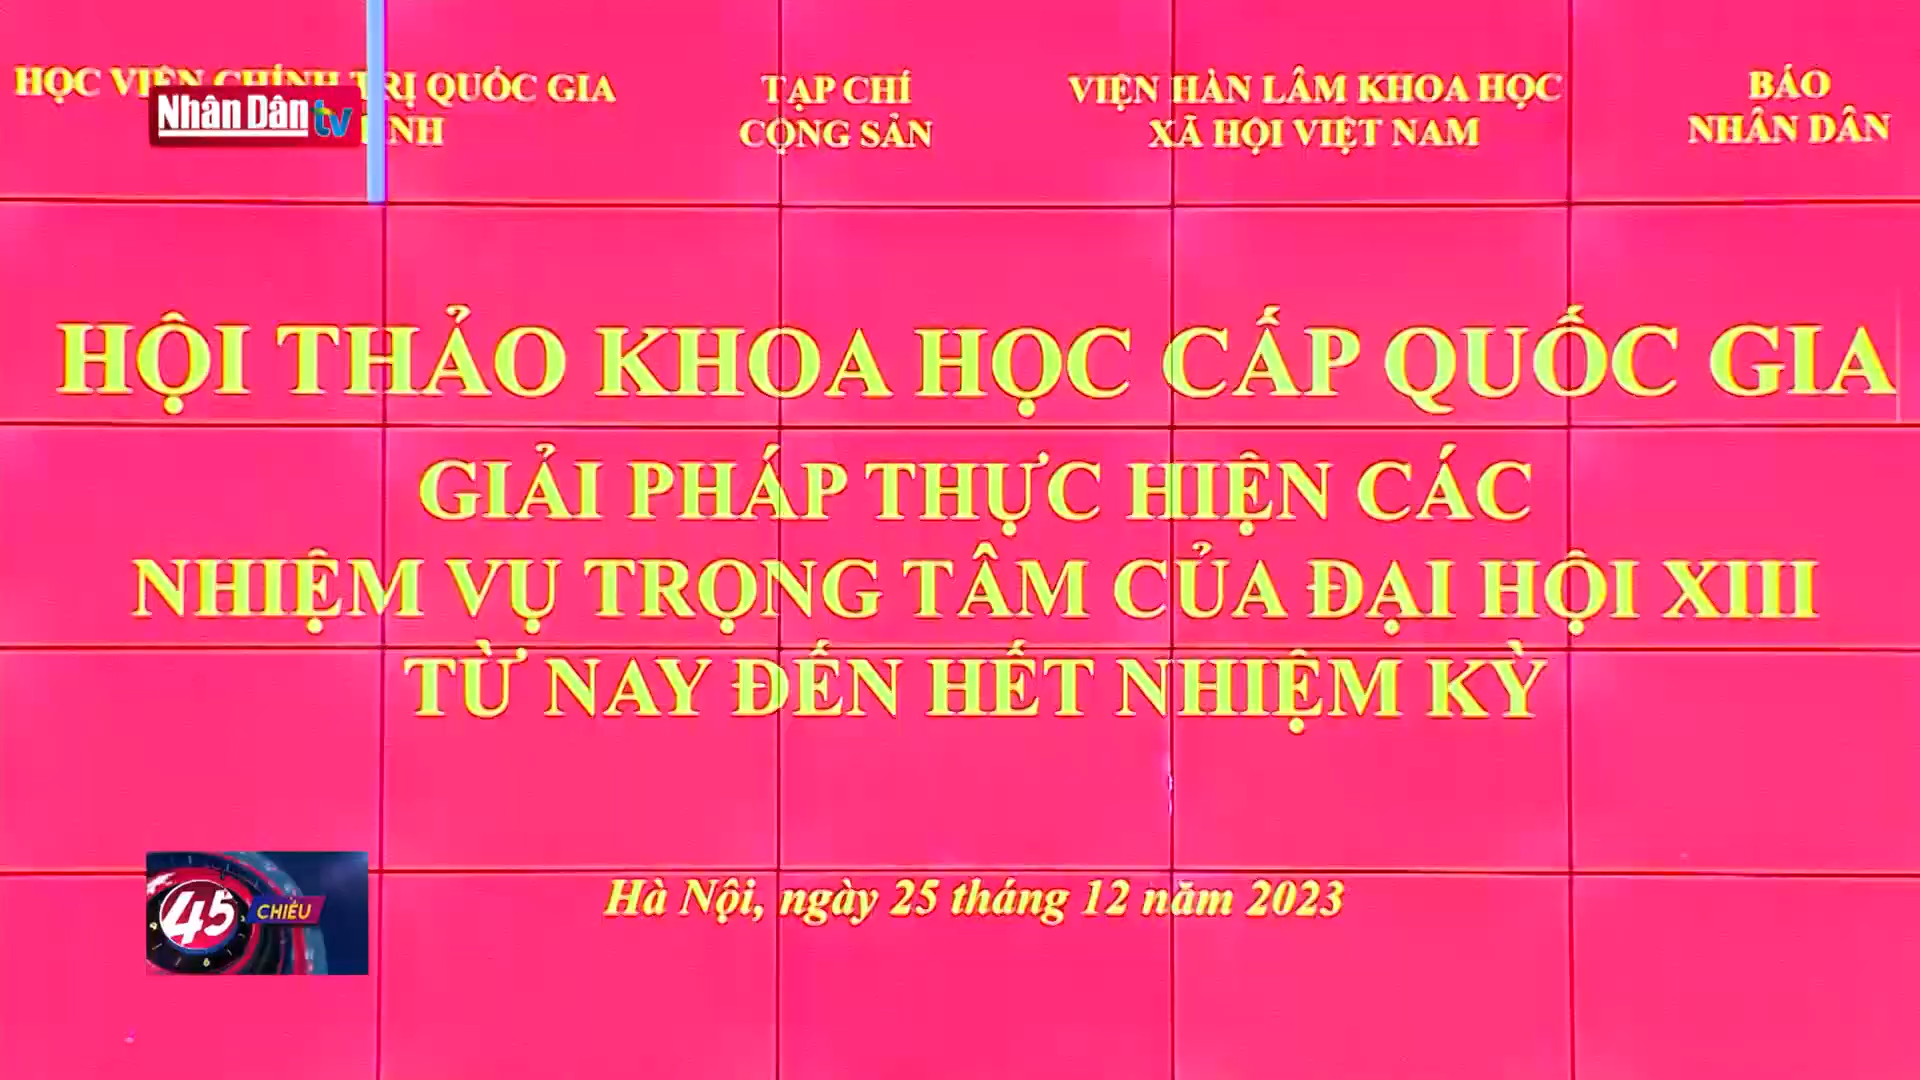 HỌC VIỆN CHÍNH TRỊ QUỐC GIA
MINH
TẠP CHÍ
CỘNG SẢN
VIỆN HÀN LÂM KHOA HỌC
XÃ HỘI VIỆT NAM
BÁO
NHÂN DÂN
Nhân Dân tv
HỘI THẢO KHOA HỌC CẤP QUỐC GIA
GIẢI PHÁP THỰC HIỆN CÁC
NHIỆM VỤ TRỌNG TÂM CỦA ĐẠI HỘI XIII
TỪ NAY ĐẾN HẾT NHIỆM KỲ
Hà Nội, ngày 25 tháng 12 năm 2023
45 CHIỀU